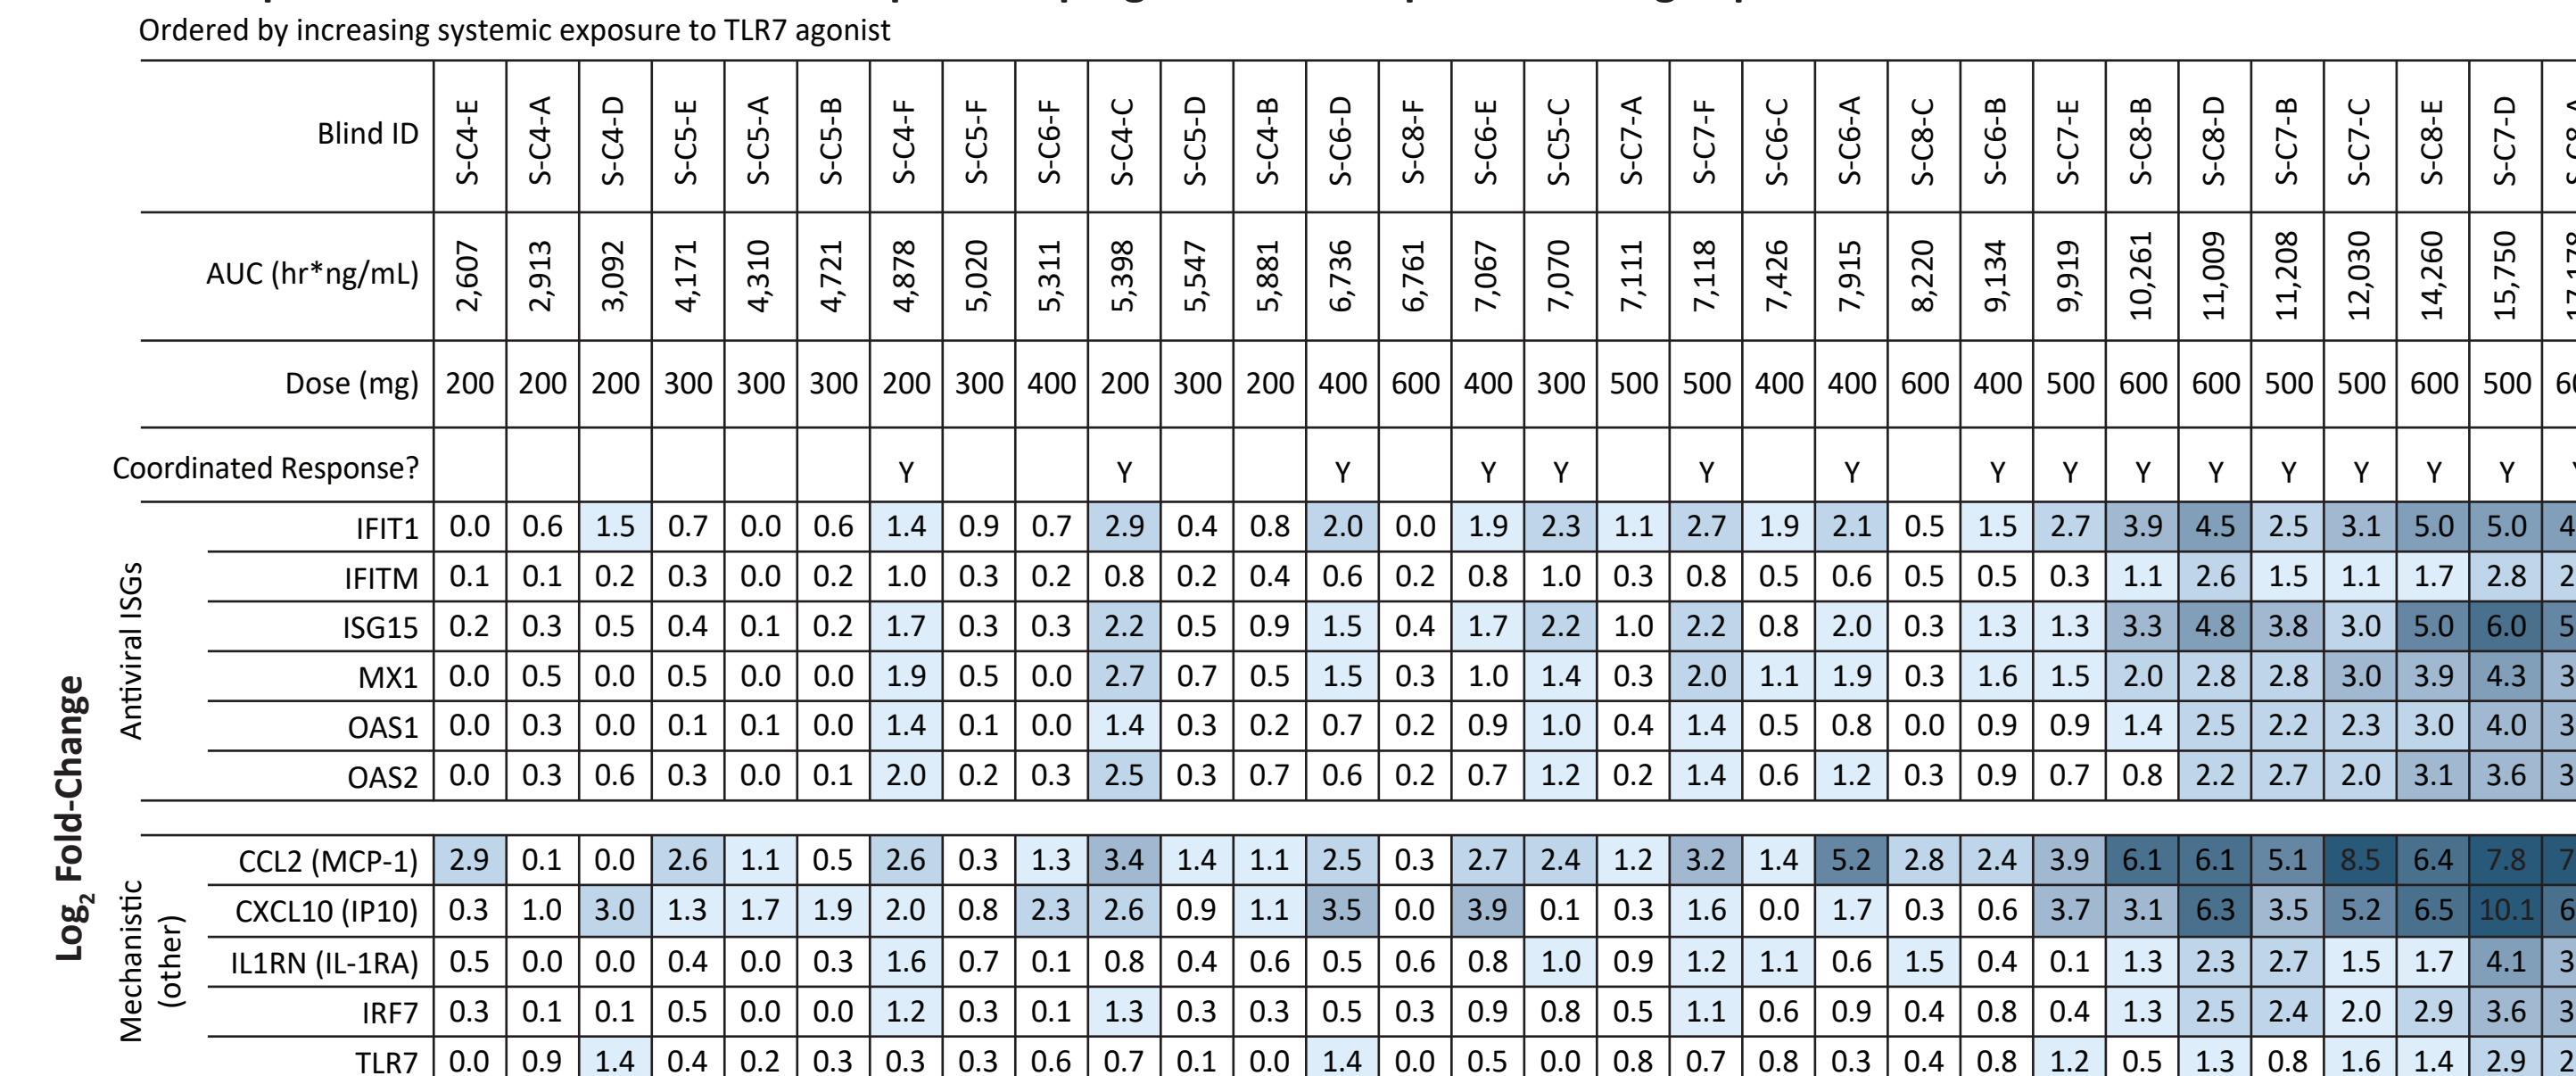 Ordered by increasing systemic exposure to TLR7 agonist
Blind ID S-C4-E S-C4-A S-C4-D S-C5-E S-C5-A S-C5-B S-C4-F S-C5-F S-C6-F S-C4-C S-C5-D S-C4-B S-C6-D S-C8-F S-C6-E S-C5-C S-C7-A S-C7-F S-C6-C S-C6-A S-C8-C S-C6-B S-C7-E S-C8-B S-C8-D S-C7-B S-C7-C S-C8-E S-C7-D
AUC (hr*ng/mL) 2,607 2,913 3,092 4,171 4,310 4,721 4,878 5,020 5,311 5,398 5,547 5,881 6,736 6,761 7,067 7,070 7,111 7,118 7,426 7,915 8,220 9,134 9,919 10,261 11,009 11,208 12,030 14,260 15,750
Dose (mg) 200 200 200 300 300 300 200 300 400 200 300 200 400 600 400 300 500 500 400 400 600 400 500 600 600 500 500 600 500
Coordinated Response? Y Y Y Y Y Y Y Y Y Y Y Y Y Y Y
Log2 Fold-Change
Antiviral ISGs
IFIT1 0.0 0.6 1.5 0.7 0.0 0.6 1.4 0.9 0.7 2.9 0.4 0.8 2.0 0.0 1.9 2.3 1.1 2.7 1.9 2.1 0.5 1.5 2.7 3.9 4.5 2.5 3.1 5.0 5.0
IFITM 0.1 0.1 0.2 0.3 0.0 0.2 1.0 0.3 0.2 0.8 0.2 0.4 0.6 0.2 0.8 1.0 0.3 0.8 0.5 0.6 0.5 0.5 0.3 1.1 2.6 1.5 1.1 1.7 2.8
ISG15 0.2 0.3 0.5 0.4 0.1 0.2 1.7 0.3 0.3 2.2 0.5 0.9 1.5 0.4 1.7 2.2 1.0 2.2 0.8 2.0 0.3 1.3 1.3 3.3 4.8 3.8 3.0 5.0 6.0
MX1 0.0 0.5 0.0 0.5 0.0 0.0 1.9 0.5 0.0 2.7 0.7 0.5 1.5 0.3 1.0 1.4 0.3 2.0 1.1 1.9 0.3 1.6 1.5 2.0 2.8 2.8 3.0 3.9 4.3
OAS1 0.0 0.3 0.0 0.1 0.1 0.0 1.4 0.1 0.0 1.4 0.3 0.2 0.7 0.2 0.9 1.0 0.4 1.4 0.5 0.8 0.0 0.9 0.9 1.4 2.5 2.2 2.3 3.0 4.0
OAS2 0.0 0.3 0.6 0.3 0.0 0.1 2.0 0.2 0.3 2.5 0.3 0.7 0.6 0.2 0.7 1.2 0.2 1.4 0.6 1.2 0.3 0.9 0.7 0.8 2.2 2.7 2.0 3.1 3.6
Mechanistic
(other)
CCL2 (MCP-1) 2.9 0.1 0.0 2.6 1.1 0.5 2.6 0.3 1.3 3.4 1.4 1.1 2.5 0.3 2.7 2.4 1.2 3.2 1.4 5.2 2.8 2.4 3.9 6.1 6.1 5.1 8.5 6.4 7.8
CXCL10 (IP10) 0.3 1.0 3.0 1.3 1.7 1.9 2.0 0.8 2.3 2.6 0.9 1.1 3.5 0.0 3.9 0.1 0.3 1.6 0.0 1.7 0.3 0.6 3.7 3.1 6.3 3.5 5.2 6.5 10.1
IL1RN (IL-1RA) 0.5 0.0 0.0 0.4 0.0 0.3 1.6 0.7 0.1 0.8 0.4 0.6 0.5 0.6 0.8 1.0 0.9 1.2 1.1 0.6 1.5 0.4 0.1 1.3 2.3 2.7 1.5 1.7 4.1
IRF7 0.3 0.1 0.1 0.5 0.0 0.0 1.2 0.3 0.1 1.3 0.3 0.3 0.5 0.3 0.9 0.8 0.5 1.1 0.6 0.9 0.4 0.8 0.4 1.3 2.5 2.4 2.0 2.9 3.6
TLR7 0.0 0.9 1.4 0.4 0.2 0.3 0.3 0.3 0.6 0.7 0.1 0.0 1.4 0.0 0.5 0.0 0.8 0.7 0.8 0.3 0.4 0.8 1.2 0.5 1.3 0.8 1.6 1.4 2.9